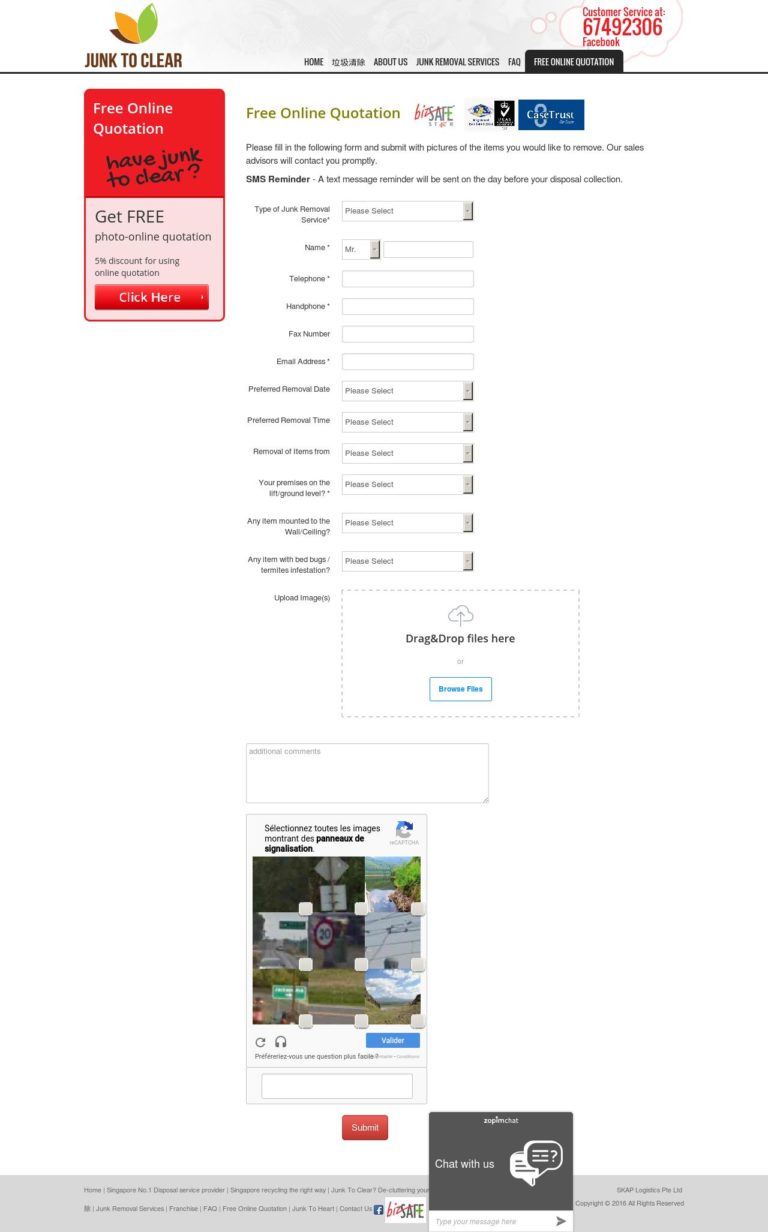 JUNK TO CLEAR
Customer Service at:
67492306
Facebook
HOME 垃圾清除 ABOUT US JUNK REMOVAL SERVICES FAQ FREE ONLINE QUOTATION
Free Online
Quotation
have junk
to clear?
Get FREE
photo-online quotation
5% discount for using
online quotation
Click Here
Free Online Quotation
bizSAFE
STAR
CaseTrust
Please fill in the following form and submit with pictures of the items you would like to remove. Our sales
advisors will contact you promptly.
SMS Reminder - A text message reminder will be sent on the day before your disposal collection.
Type of Junk Removal
Service*
Please Select
Name *
Mr.
Telephone *
Handphone *
Fax Number
Email Address *
Preferred Removal Date
Please Select
Preferred Removal Time
Please Select
Removal of Items from
Please Select
Your premises on the
lift/ground level? *
Please Select
Any item mounted to the
Wall/Ceiling?
Please Select
Any item with bed bugs /
termites infestation?
Please Select
Upload Image(s)
Drag&Drop files here
or
Browse Files
additional comments
Sélectionnez toutes les images
montrant des panneaux de
signalisation.
reCAPTCHA
20
Valider
Préféreriez-vous une question plus facile ?
Submit
zopim chat
Chat with us
Type your message here
Home | Singapore No.1 Disposal service provider | Singapore recycling the right way | Junk To Clear? De-cluttering your
SKAP Logistics Pte Ltd
除 | Junk Removal Services | Franchise | FAQ | Free Online Quotation | Junk To Heart | Contact Us
bizSAFE
Copyright © 2016 All Rights Reserved